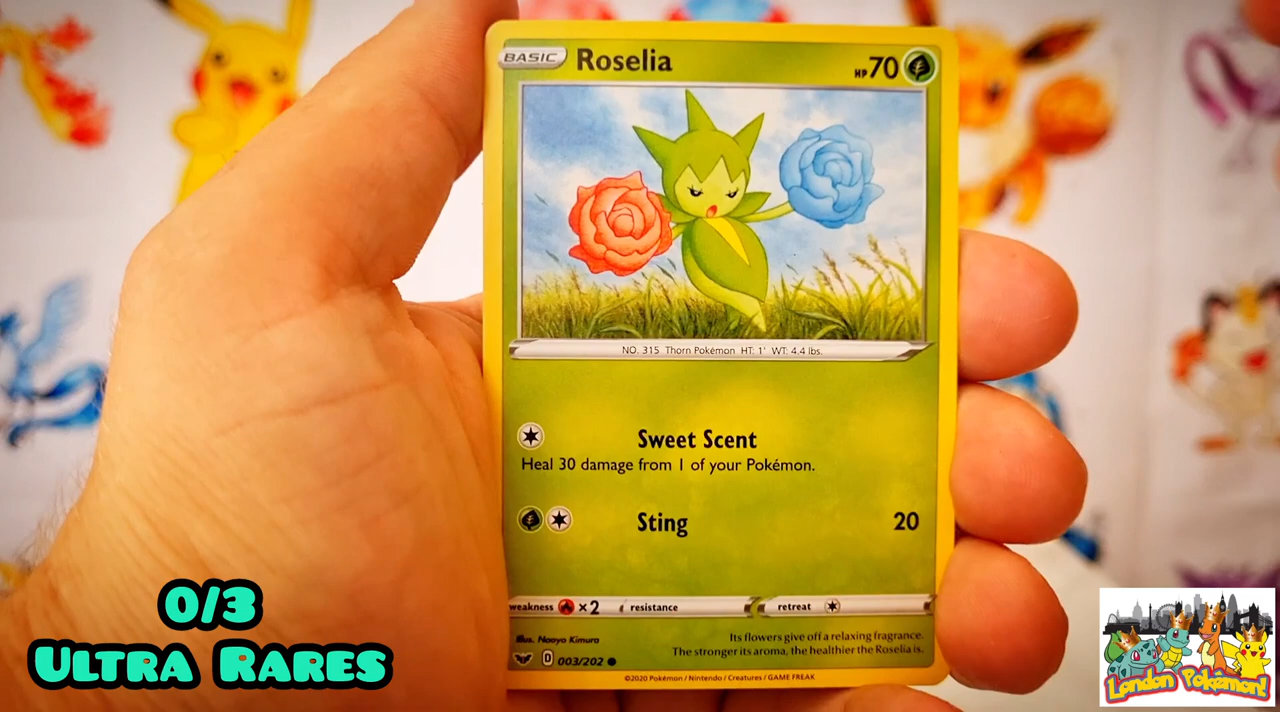 BASIC Roselia HP 70
NO. 315 Thorn Pokémon HT: 1' WT: 4.4 lbs.
Sweet Scent
Heal 30 damage from 1 of your Pokémon.
Sting 20
weakness ×2 resistance retreat
Illus. Naoyo Kimura
Its flowers give off a relaxing fragrance.
The stronger its aroma, the healthier the Roselia is.
D 003/202
©2020 Pokémon / Nintendo / Creatures / GAME FREAK
0/3
Ultra Rares
London Pokémon!